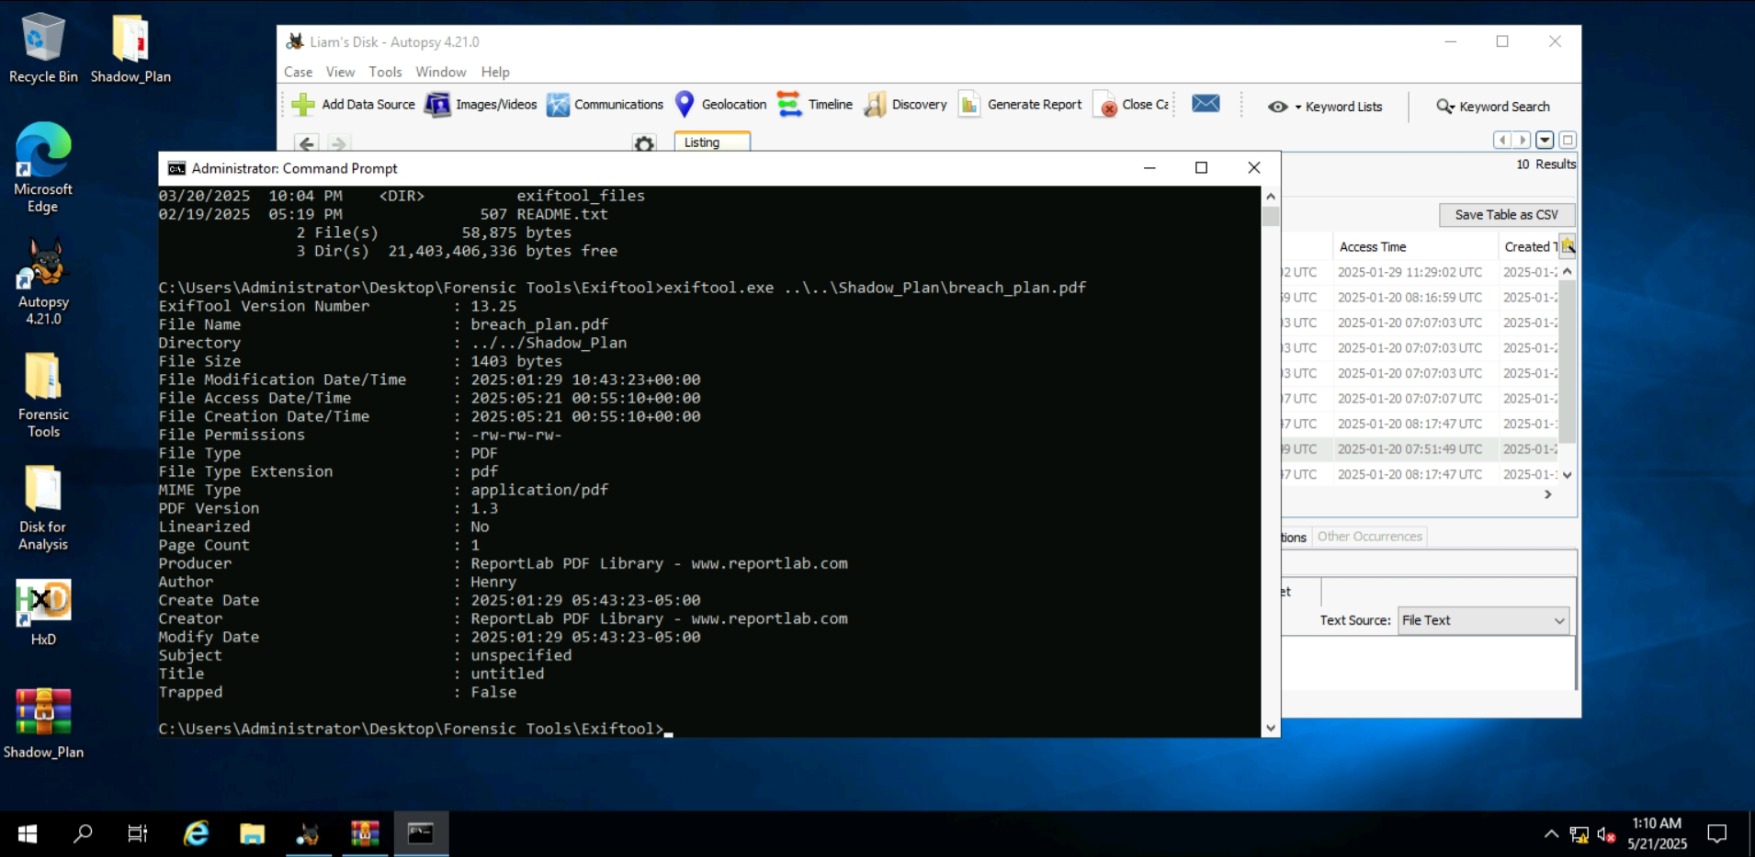 Recycle Bin
Shadow_Plan
Microsoft
Edge
Autopsy
4.21.0
Forensic
Tools
Disk for
Analysis
HxD
Shadow_Plan
Liam's Disk - Autopsy 4.21.0
Case View Tools Window Help
Add Data Source Images/Videos Communications Geolocation Timeline Discovery Generate Report Close Ca Keyword Lists Keyword Search
Listing
10 Results
Save Table as CSV
Access Time Created T
2 UTC 2025-01-29 11:29:02 UTC 2025-01-2
9 UTC 2025-01-20 08:16:59 UTC 2025-01-2
3 UTC 2025-01-20 07:07:03 UTC 2025-01-2
3 UTC 2025-01-20 07:07:03 UTC 2025-01-2
3 UTC 2025-01-20 07:07:03 UTC 2025-01-2
7 UTC 2025-01-20 07:07:07 UTC 2025-01-2
7 UTC 2025-01-20 08:17:47 UTC 2025-01-1
9 UTC 2025-01-20 07:51:49 UTC 2025-01-2
7 UTC 2025-01-20 08:17:47 UTC 2025-01-1
tions Other Occurrences
et
Text Source: File Text
Administrator: Command Prompt
03/20/2025  10:04 PM    <DIR>          exiftool_files
02/19/2025  05:19 PM               507 README.txt
2 File(s)         58,875 bytes
3 Dir(s)  21,403,406,336 bytes free
C:\Users\Administrator\Desktop\Forensic Tools\Exiftool>exiftool.exe ..\..\Shadow_Plan\breach_plan.pdf
ExifTool Version Number         : 13.25
File Name                       : breach_plan.pdf
Directory                       : ../../Shadow_Plan
File Size                       : 1403 bytes
File Modification Date/Time     : 2025:01:29 10:43:23+00:00
File Access Date/Time           : 2025:05:21 00:55:10+00:00
File Creation Date/Time         : 2025:05:21 00:55:10+00:00
File Permissions                : -rw-rw-rw-
File Type                       : PDF
File Type Extension             : pdf
MIME Type                       : application/pdf
PDF Version                     : 1.3
Linearized                      : No
Page Count                      : 1
Producer                        : ReportLab PDF Library - www.reportlab.com
Author                          : Henry
Create Date                     : 2025:01:29 05:43:23-05:00
Creator                         : ReportLab PDF Library - www.reportlab.com
Modify Date                     : 2025:01:29 05:43:23-05:00
Subject                         : unspecified
Title                           : untitled
Trapped                         : False
C:\Users\Administrator\Desktop\Forensic Tools\Exiftool>
1:10 AM
5/21/2025